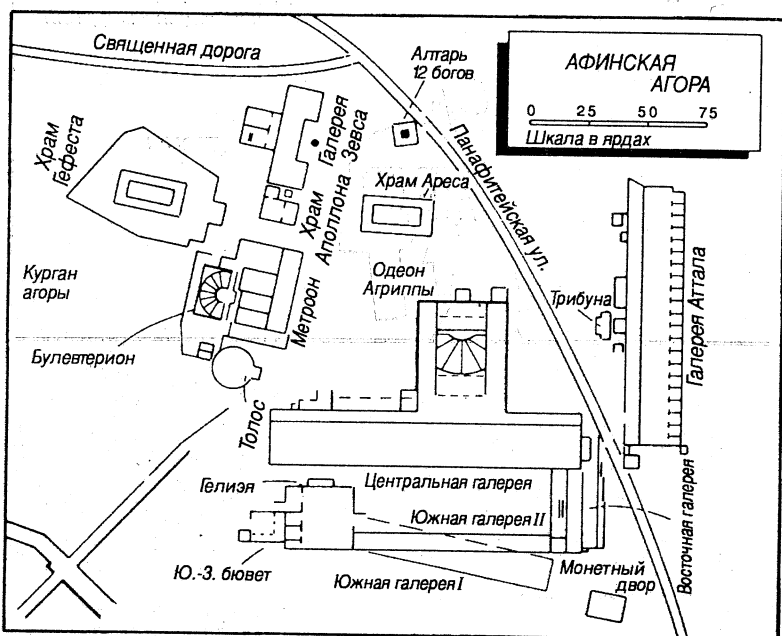 Священная дорога
Алтарь
12 богов
АФИНСКАЯ
АГОРА
0 25 50 75
Шкала в ярдах
Храм
Гефеста
Галерея
Зевса
Панафитейская ул.
Храм
Аполлона
Храм Ареса
Курган
агоры
Метроон
Одеон
Агриппы
Трибуна
Галерея Аттала
Булевтерион
Толос
Гелиэя
Центральная галерея
Южная галерея II
Восточная галерея
Ю.-З. бювет
Южная галерея I
Монетный
двор